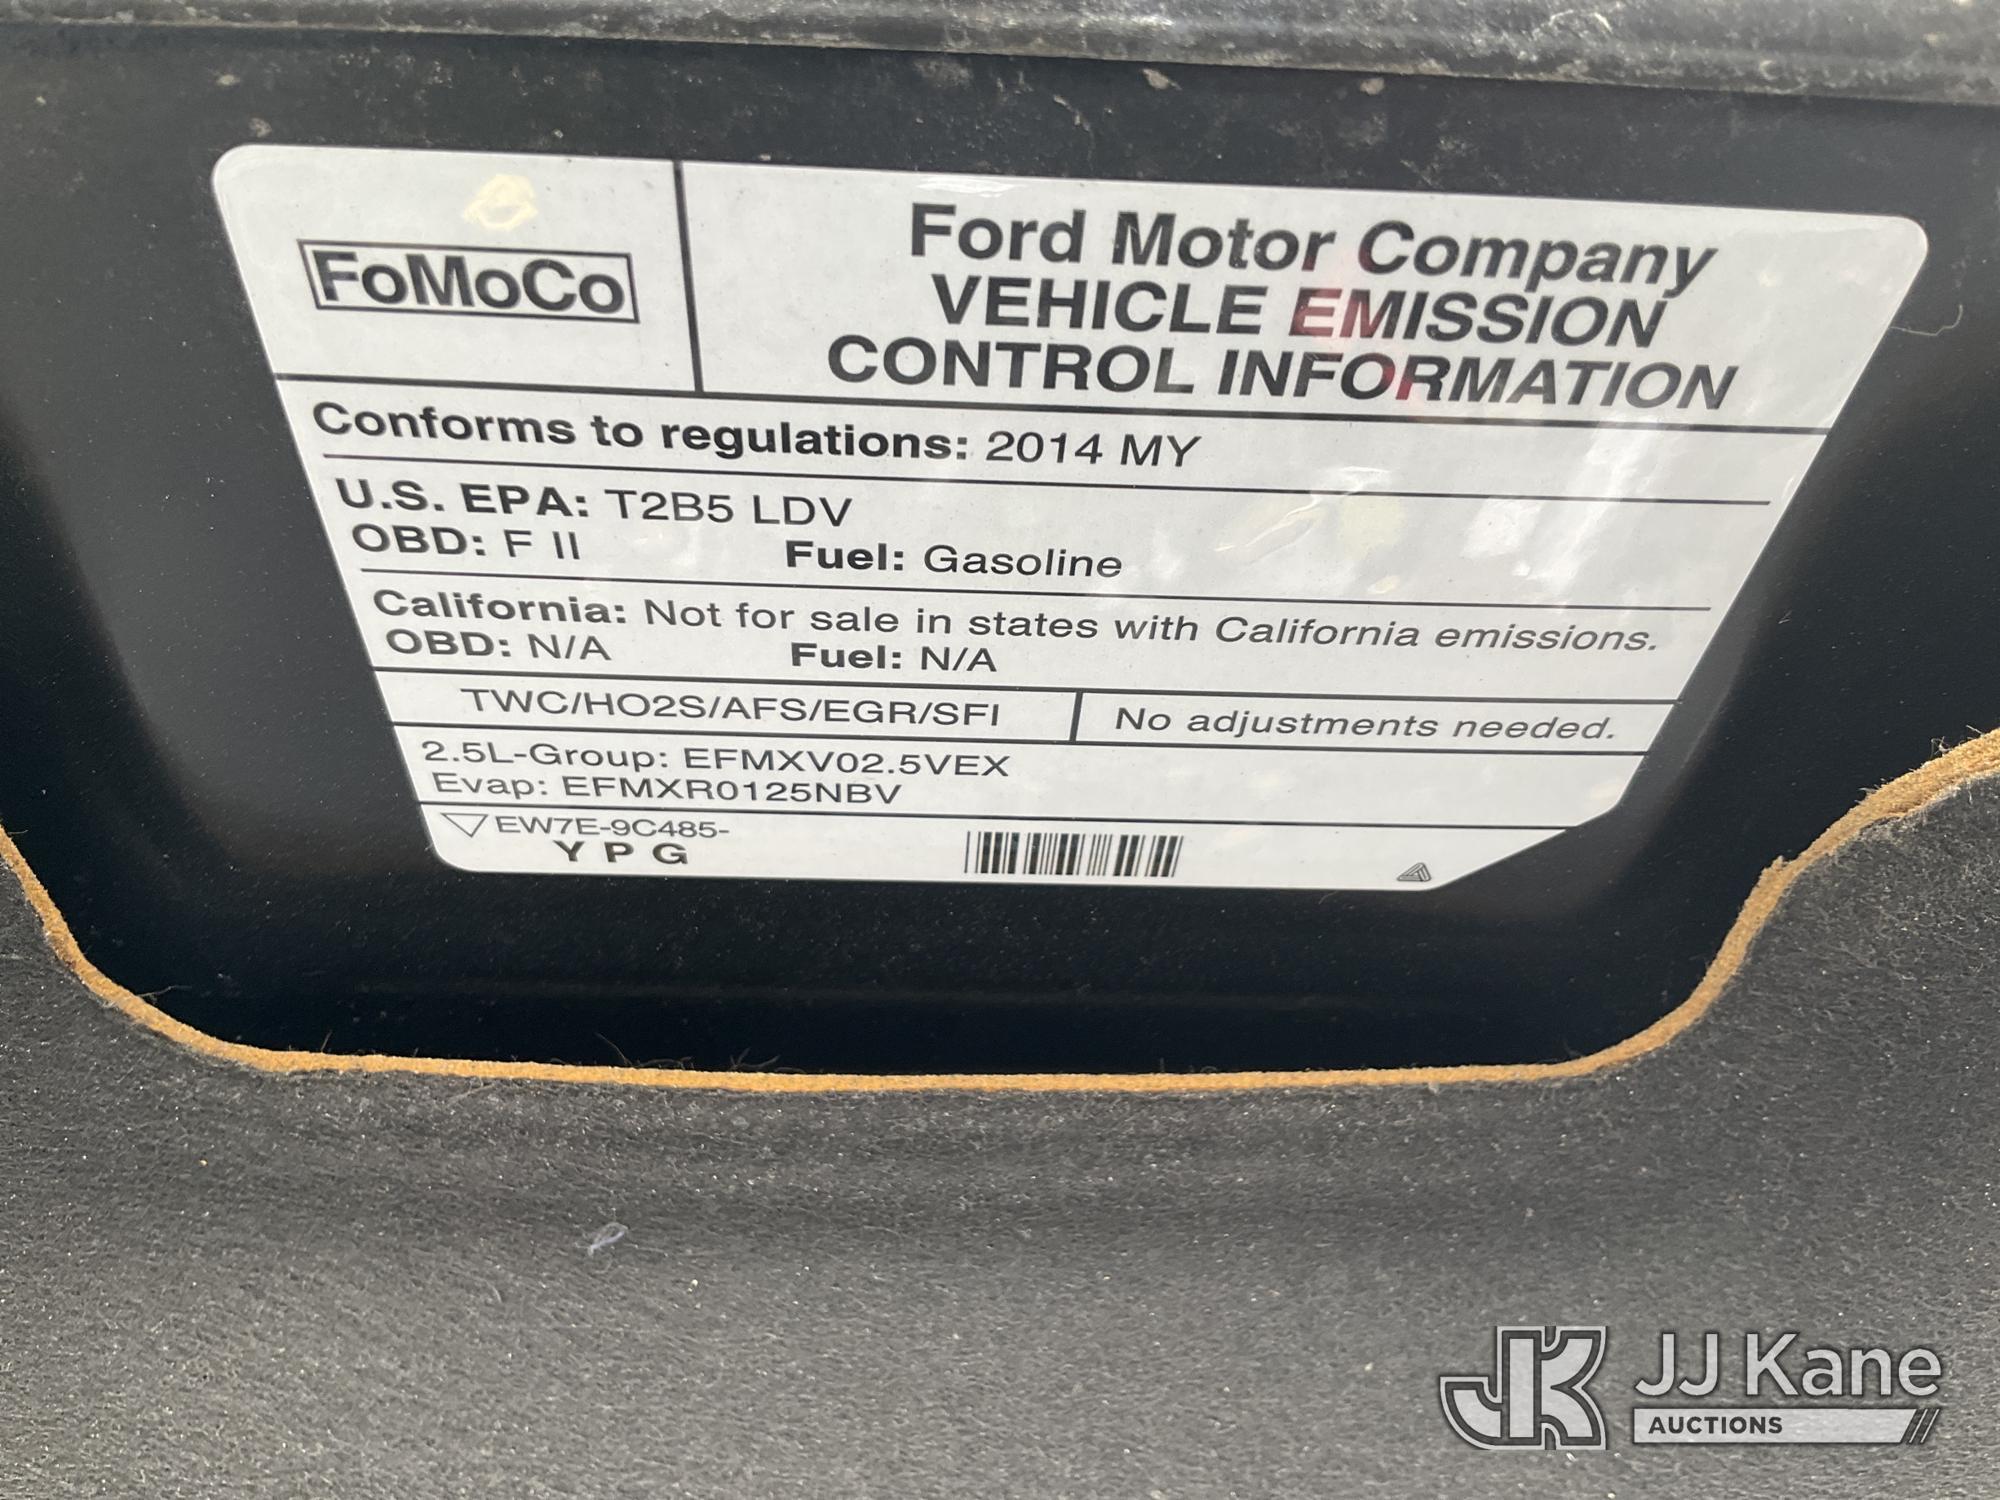 FoMoCo
Ford Motor Company
VEHICLE EMISSION
CONTROL INFORMATION
Conforms to regulations: 2014 MY
U.S. EPA: T2B5 LDV
OBD: F II Fuel: Gasoline
California: Not for sale in states with California emissions.
OBD: N/A Fuel: N/A
TWC/HO2S/AFS/EGR/SFI No adjustments needed.
2.5L-Group: EFMXV02.5VEX
Evap: EFMXR0125NBV
EW7E-9C485-
Y P G
JK JJ Kane
AUCTIONS